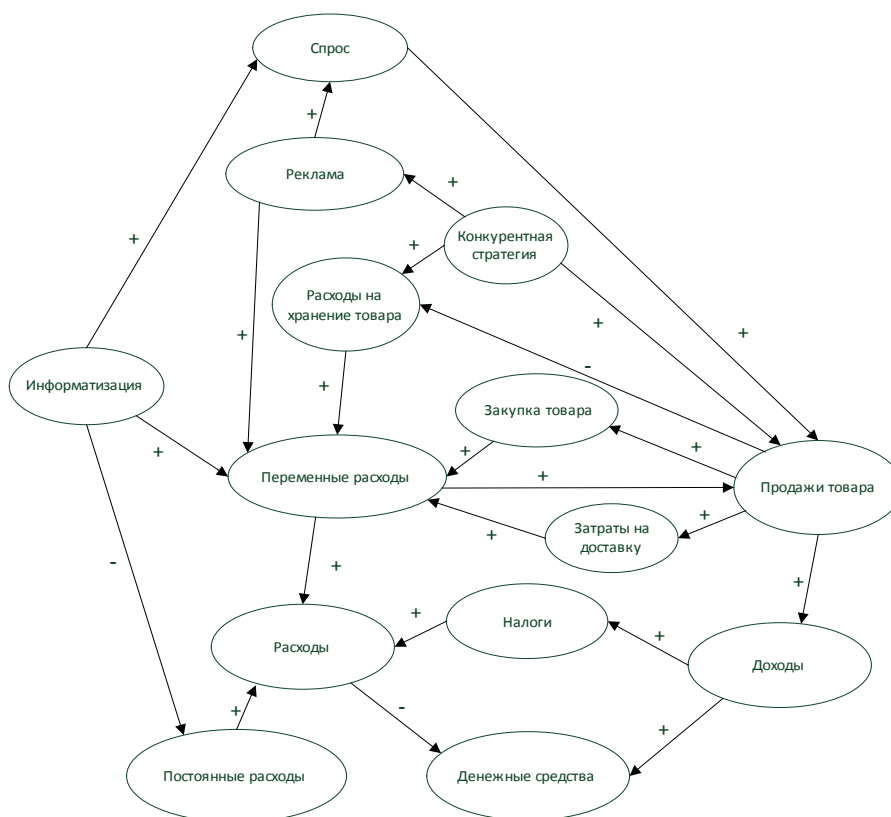 Спрос
+
Реклама
+
Конкурентная
стратегия
+
+
Расходы на
хранение товара
+
+
+
+
-
Информатизация
+
Закупка товара
+
+
+
Переменные расходы
+
Продажи товара
Затраты на
доставку
+
+
-
+
+
Налоги
+
+
Расходы
Доходы
-
+
+
Постоянные расходы
Денежные средства